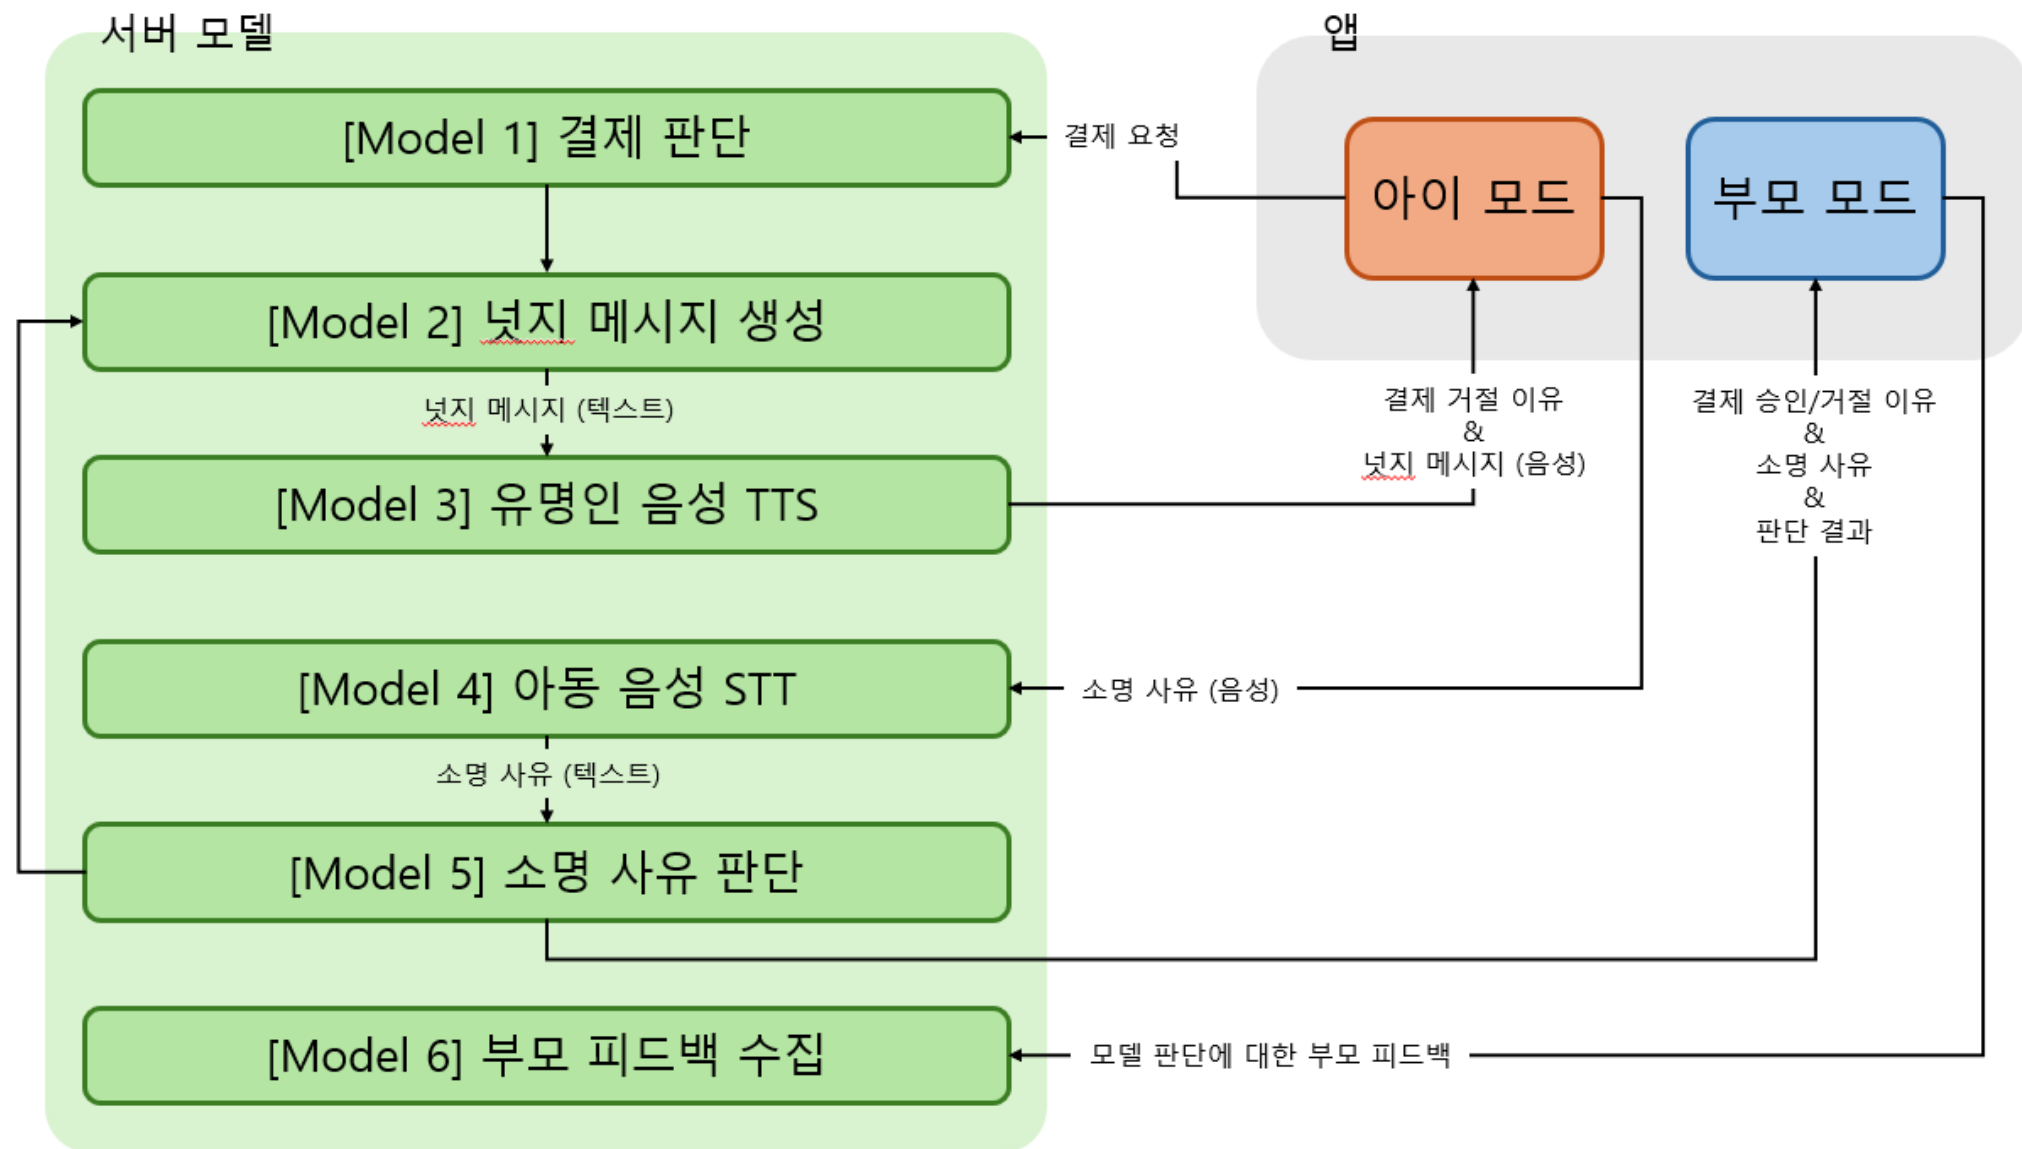 서버 모델
앱
[Model 1] 결제 판단
결제 요청
아이 모드
부모 모드
[Model 2] 넛지 메시지 생성
넛지 메시지 (텍스트)
결제 거절 이유
&
넛지 메시지 (음성)
결제 승인/거절 이유
&
소명 사유
&
판단 결과
[Model 3] 유명인 음성 TTS
[Model 4] 아동 음성 STT
소명 사유 (음성)
소명 사유 (텍스트)
[Model 5] 소명 사유 판단
[Model 6] 부모 피드백 수집
모델 판단에 대한 부모 피드백